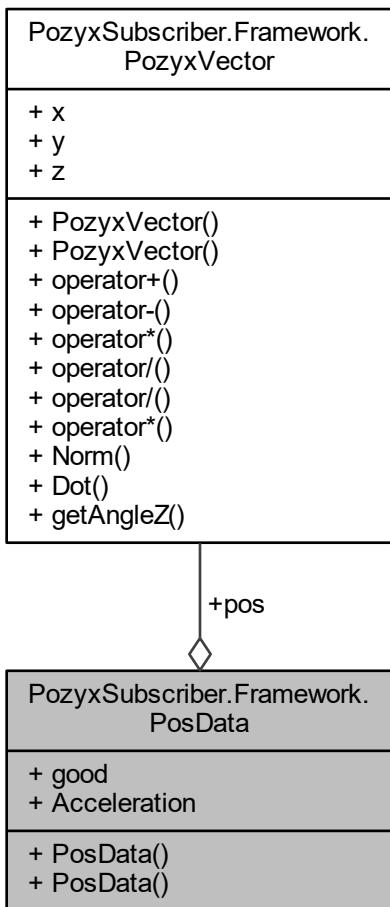 PozyxSubscriber.Framework.
PozyxVector
+ x
+ y
+ z
+ PozyxVector()
+ PozyxVector()
+ operator+()
+ operator-()
+ operator*()
+ operator/()
+ operator/()
+ operator*()
+ Norm()
+ Dot()
+ getAngleZ()
+pos
PozyxSubscriber.Framework.
PosData
+ good
+ Acceleration
+ PosData()
+ PosData()